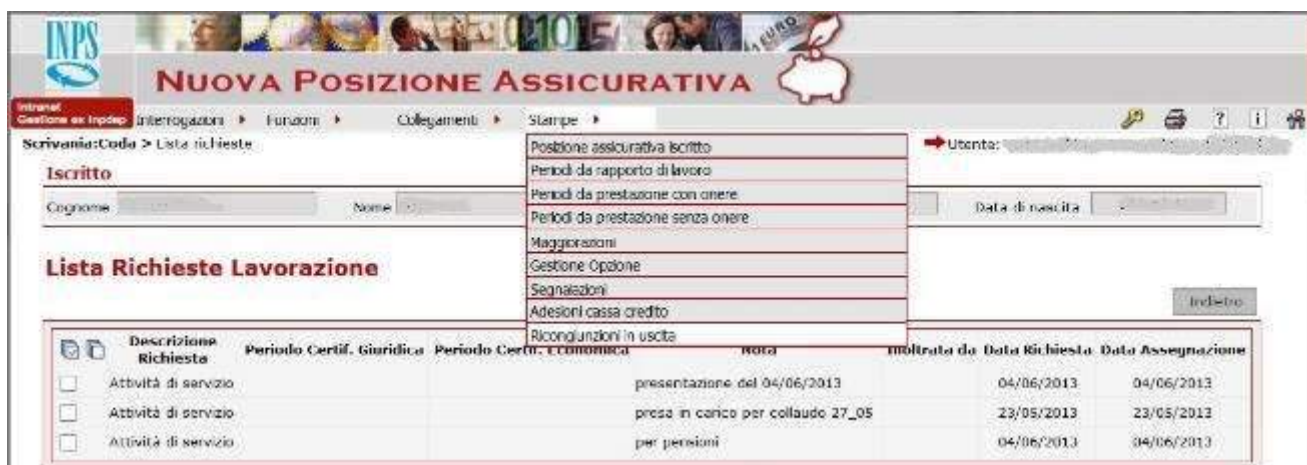 INPS
NUOVA POSIZIONE ASSICURATIVA
Intranet
Gestione ex Inpdap Interrogazioni Funzioni Collegamenti Stampe
Scrivania:Coda > Lista richieste Utente:
Iscritto
Cognome Nome Data di nascita
Posizione assicurativa iscritto
Periodi da rapporto di lavoro
Periodi da prestazione con onere
Periodi da prestazione senza onere
Maggiorazioni
Gestione Opzione
Segnalazioni
Adesioni cassa credito
Ricongiunzioni in uscita
Lista Richieste Lavorazione
Indietro
Descrizione Richiesta Periodo Certif. Giuridica Periodo Certif. Economica Nota Inoltrata da Data Richiesta Data Assegnazione
Attività di servizio presentazione del 04/06/2013 04/06/2013 04/06/2013
Attività di servizio presa in carico per collaudo 27_05 23/05/2013 23/05/2013
Attività di servizio per pensioni 04/06/2013 04/06/2013